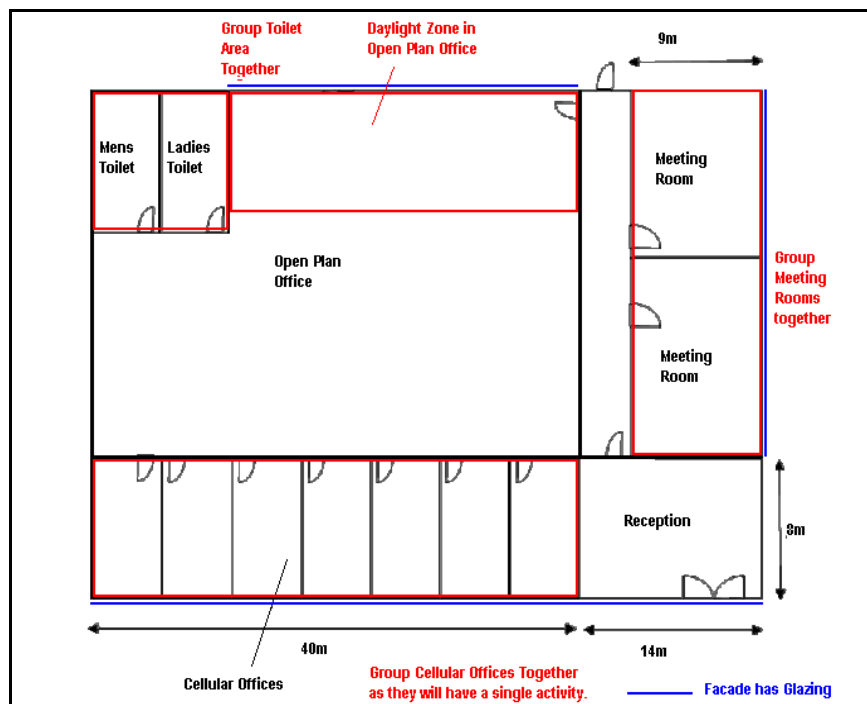 Group Toilet
Area
Together
Daylight Zone in
Open Plan Office
9m
Mens
Toilet
Ladies
Toilet
Meeting
Room
Open Plan
Office
Group
Meeting
Rooms
together
Meeting
Room
Reception
8m
40m
14m
Cellular Offices
Group Cellular Offices Together
as they will have a single activity.
Facade has Glazing